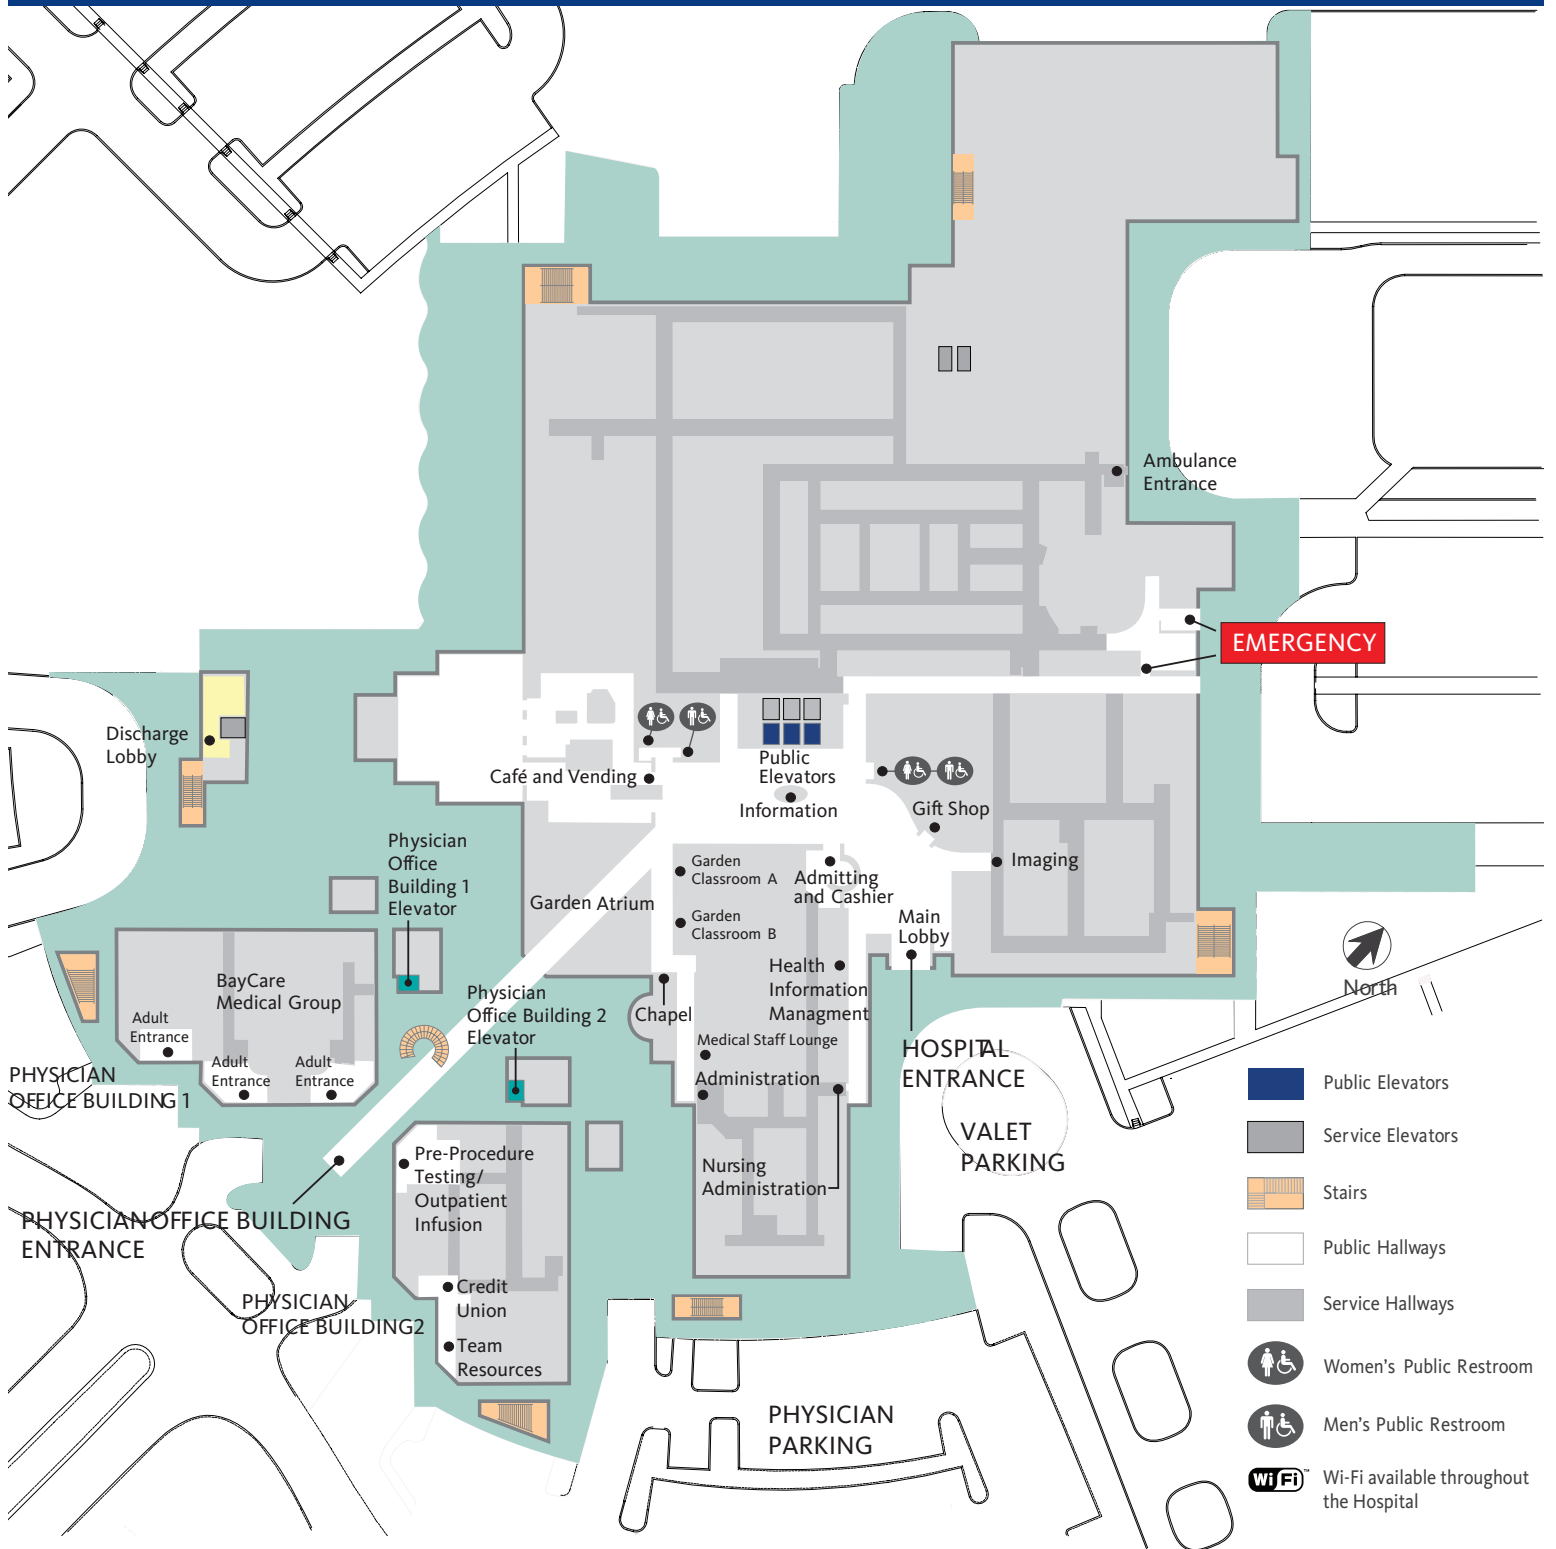 Ambulance
Entrance
EMERGENCY
Discharge
Lobby
Public
Elevators
Café and Vending
Information
Gift Shop
Physician
Office
Building 1
Elevator
Garden
Classroom A
Admitting
and Cashier
Imaging
Garden Atrium
Garden
Classroom B
Main
Lobby
Health
Information
Managment
North
BayCare
Medical Group
Physician
Office Building 2
Elevator
Chapel
Adult
Entrance
Medical Staff Lounge
HOSPITAL
ENTRANCE
Adult
Entrance
Adult
Entrance
Administration
PHYSICIAN
OFFICE BUILDING 1
VALET
PARKING
Pre-Procedure
Testing/
Outpatient
Infusion
Nursing
Administration
PHYSICIAN OFFICE BUILDING
ENTRANCE
PHYSICIAN
OFFICE BUILDING2
Credit
Union
Team
Resources
PHYSICIAN
PARKING
Public Elevators
Service Elevators
Stairs
Public Hallways
Service Hallways
Women's Public Restroom
Men's Public Restroom
Wi Fi™
Wi-Fi available throughout
the Hospital